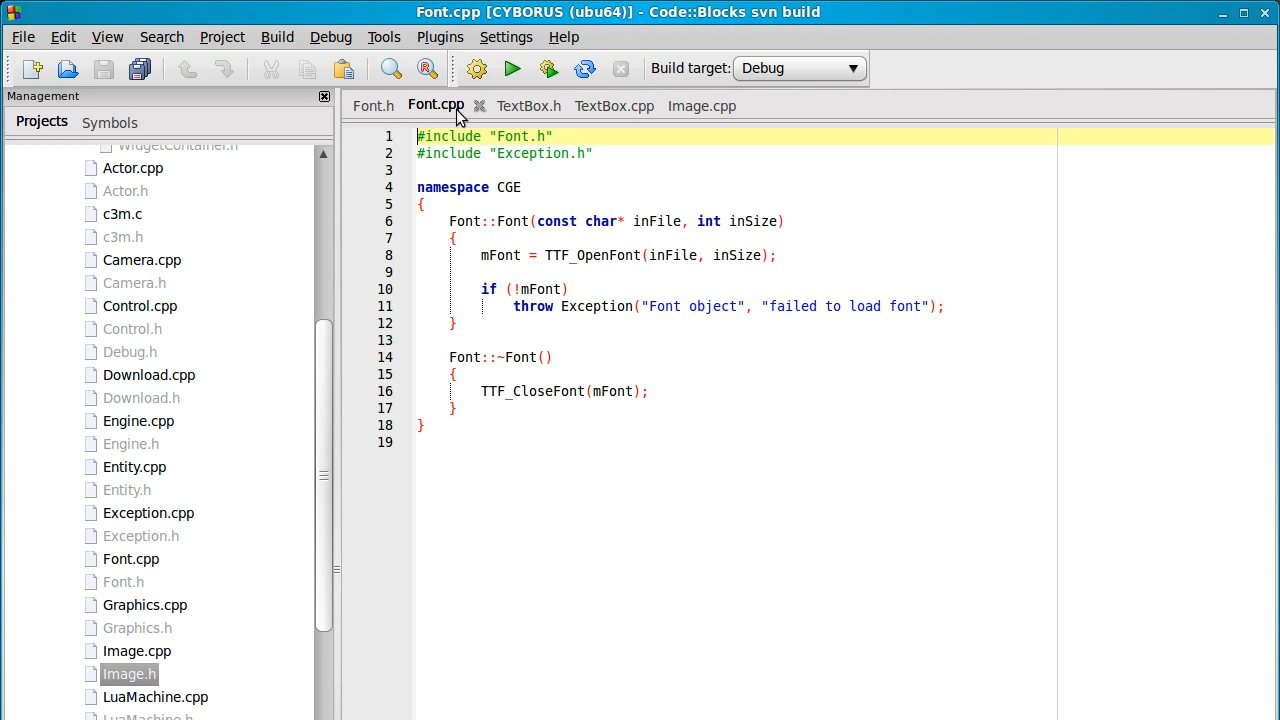 Font.cpp [CYBORUS (ubu64)] - Code::Blocks svn build
File Edit View Search Project Build Debug Tools Plugins Settings Help
Build target: Debug
Management
Projects Symbols
Font.h Font.cpp TextBox.h TextBox.cpp Image.cpp
WidgetContainer.h
Actor.cpp
Actor.h
c3m.c
c3m.h
Camera.cpp
Camera.h
Control.cpp
Control.h
Debug.h
Download.cpp
Download.h
Engine.cpp
Engine.h
Entity.cpp
Entity.h
Exception.cpp
Exception.h
Font.cpp
Font.h
Graphics.cpp
Graphics.h
Image.cpp
Image.h
LuaMachine.cpp
LuaMachine.h
1 #include "Font.h"
2 #include "Exception.h"
3
4 namespace CGE
5 {
6 Font::Font(const char* inFile, int inSize)
7 {
8 mFont = TTF_OpenFont(inFile, inSize);
9
10 if (!mFont)
11 throw Exception("Font object", "failed to load font");
12 }
13
14 Font::~Font()
15 {
16 TTF_CloseFont(mFont);
17 }
18 }
19